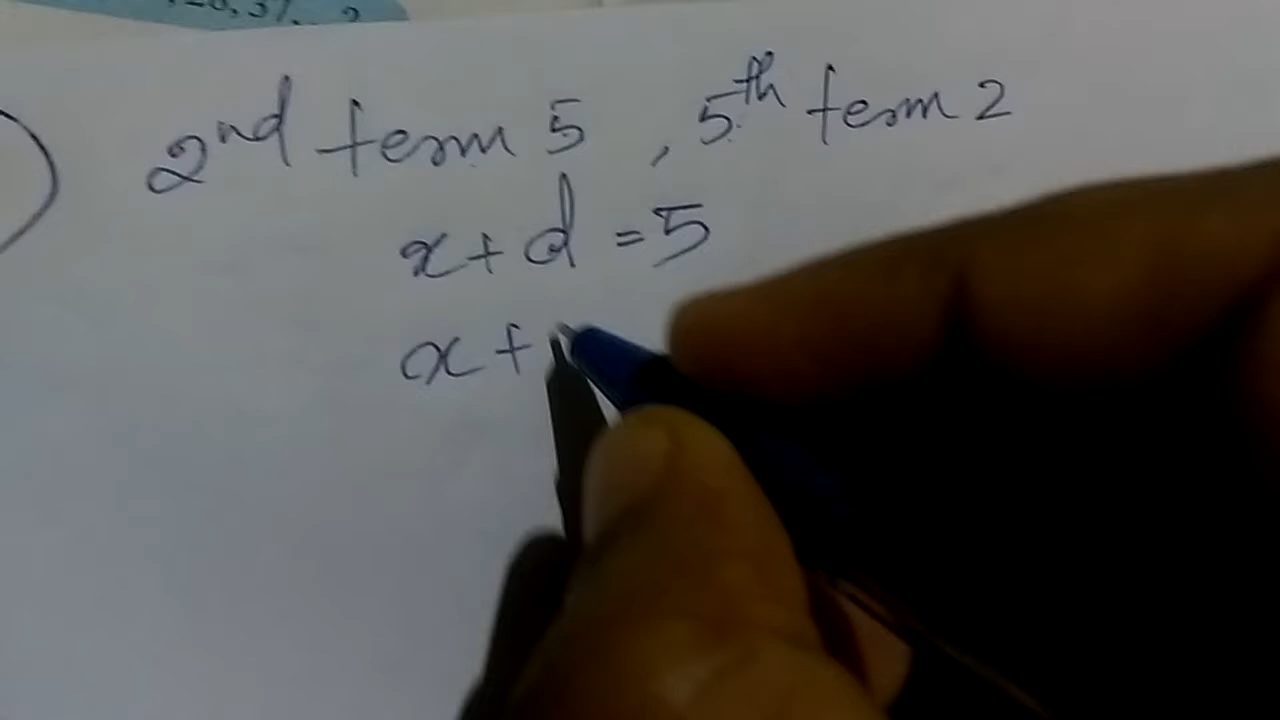 2nd term 5, 5th term 2
x + d = 5
x +